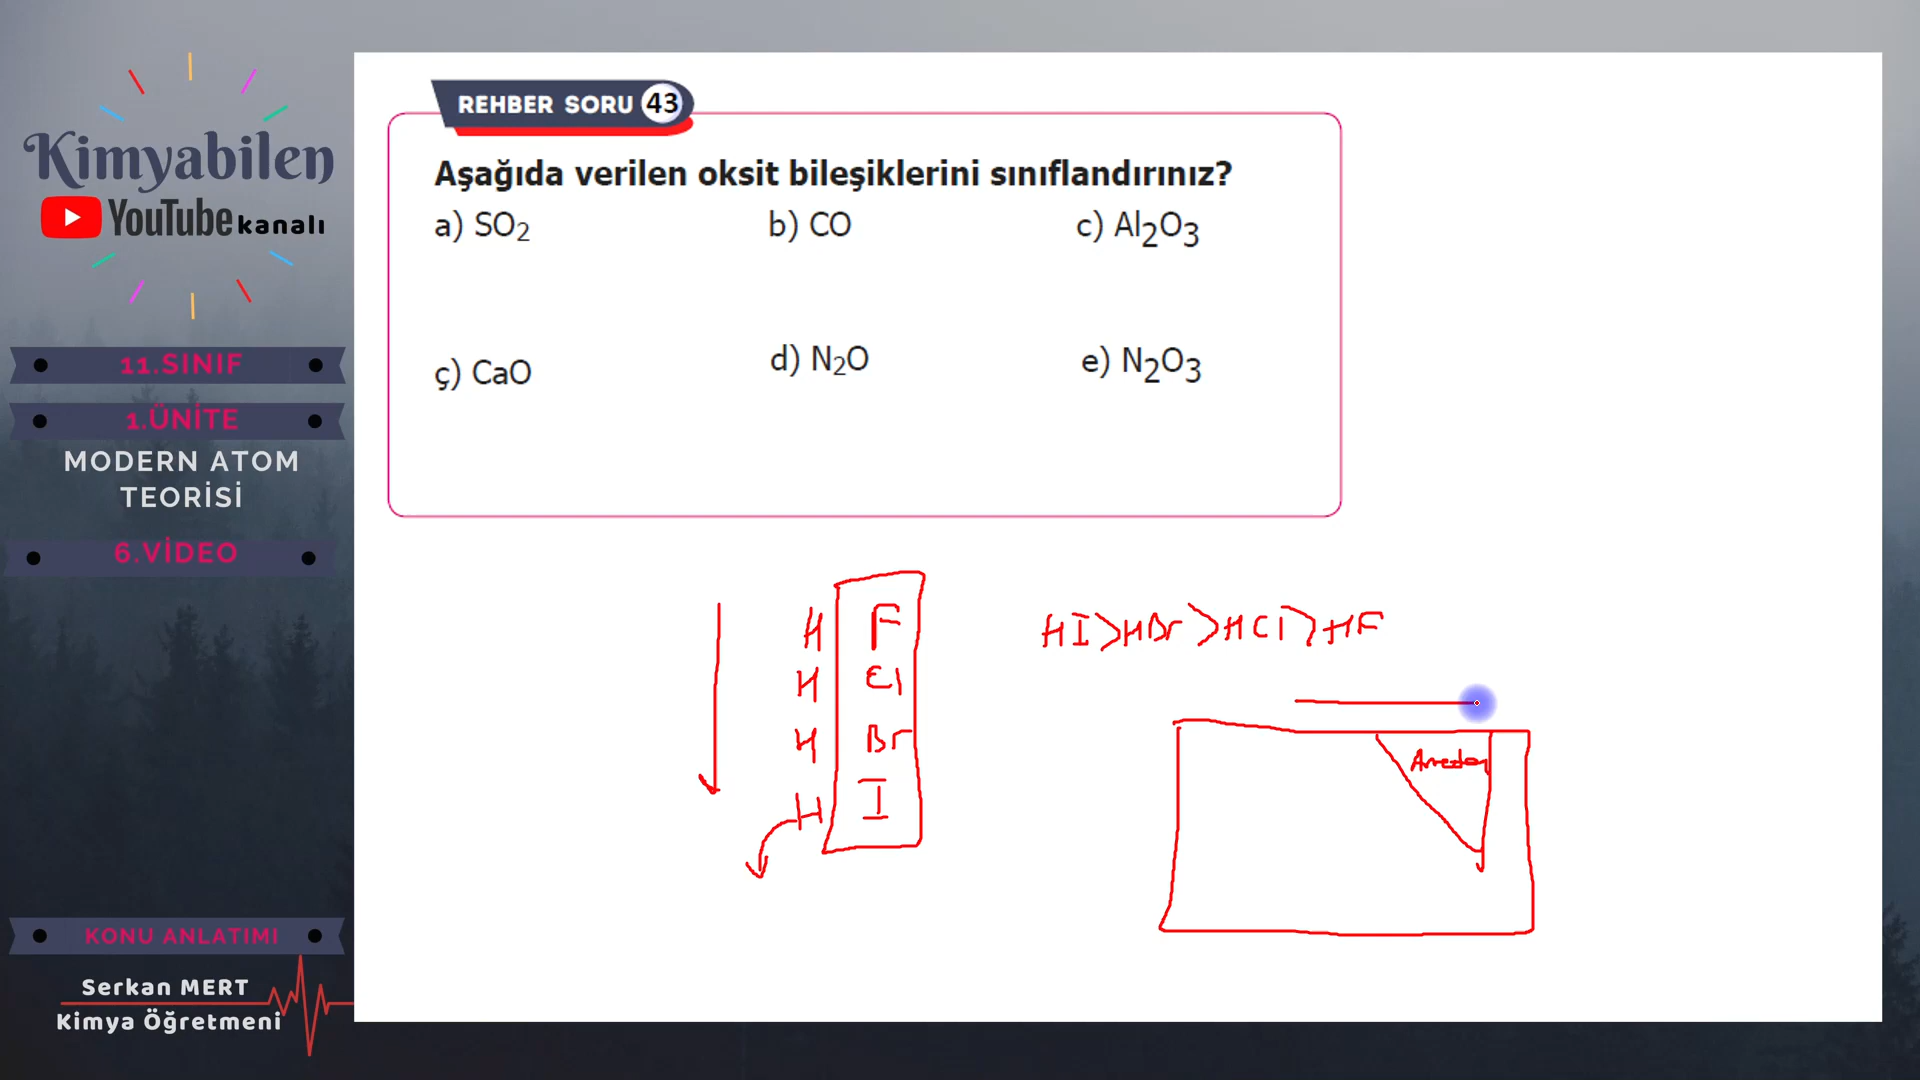 Kimyabilen
YouTube kanalı
11.SINIF
1.ÜNİTE
MODERN ATOM
TEORİSİ
6.VİDEO
KONU ANLATIMI
Serkan MERT
Kimya Öğretmeni
REHBER SORU 43
Aşağıda verilen oksit bileşiklerini sınıflandırınız?
a) SO₂ b) CO c) Al₂O₃
ç) CaO d) N₂O e) N₂O₃
H F
H Cl
H Br
H I
HI>HBr>HCl>HF